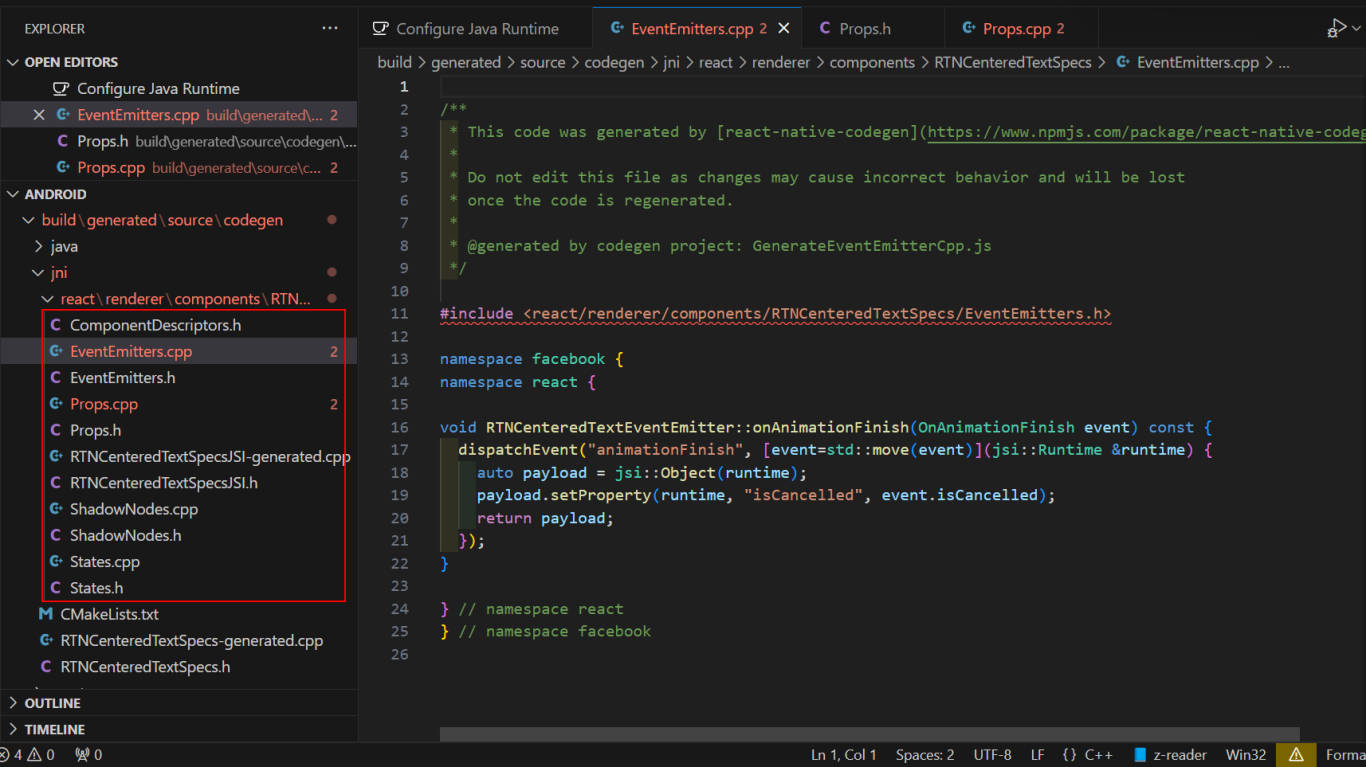 EXPLORER
OPEN EDITORS
Configure Java Runtime
EventEmitters.cpp build\generated\... 2
Props.h build\generated\source\codegen\...
Props.cpp build\generated\source\c... 2
ANDROID
build\generated\source\codegen
java
jni
react\renderer\components\RTN...
ComponentDescriptors.h
EventEmitters.cpp 2
EventEmitters.h
Props.cpp 2
Props.h
RTNCenteredTextSpecsJSI-generated.cpp
RTNCenteredTextSpecsJSI.h
ShadowNodes.cpp
ShadowNodes.h
States.cpp
States.h
CMakeLists.txt
RTNCenteredTextSpecs-generated.cpp
RTNCenteredTextSpecs.h
OUTLINE
TIMELINE
Configure Java Runtime EventEmitters.cpp 2 Props.h Props.cpp 2
build > generated > source > codegen > jni > react > renderer > components > RTNCenteredTextSpecs > EventEmitters.cpp > ...
1
2 /**
3 * This code was generated by [react-native-codegen](https://www.npmjs.com/package/react-native-codeg
4 *
5 * Do not edit this file as changes may cause incorrect behavior and will be lost
6 * once the code is regenerated.
7 *
8 * @generated by codegen project: GenerateEventEmitterCpp.js
9 */
10
11 #include <react/renderer/components/RTNCenteredTextSpecs/EventEmitters.h>
12
13 namespace facebook {
14 namespace react {
15
16 void RTNCenteredTextEventEmitter::onAnimationFinish(OnAnimationFinish event) const {
17 dispatchEvent("animationFinish", [event=std::move(event)](jsi::Runtime &runtime) {
18 auto payload = jsi::Object(runtime);
19 payload.setProperty(runtime, "isCancelled", event.isCancelled);
20 return payload;
21 });
22 }
23
24 } // namespace react
25 } // namespace facebook
26
4 0 0 Ln 1, Col 1 Spaces: 2 UTF-8 LF {} C++ z-reader Win32 Forma